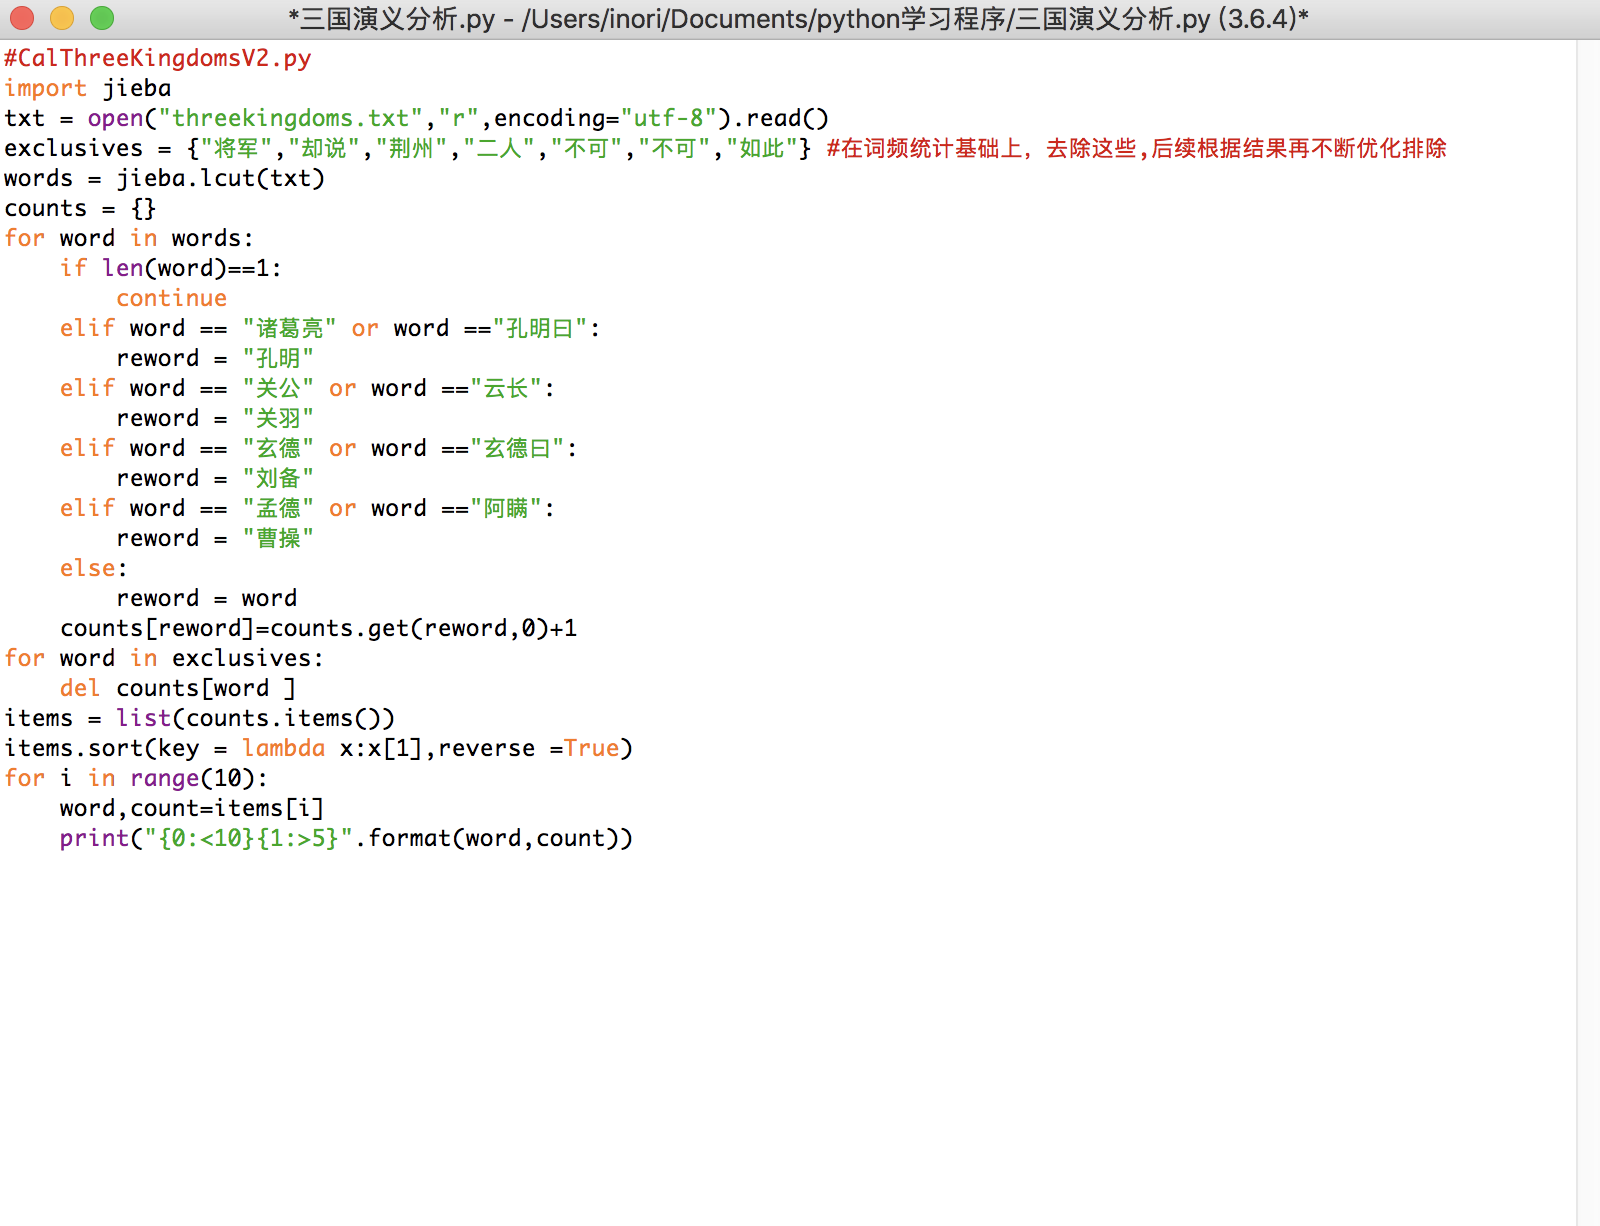 *三国演义分析.py - /Users/inori/Documents/python学习程序/三国演义分析.py (3.6.4)*
#CalThreeKingdomsV2.py
import jieba
txt = open("threekingdoms.txt","r",encoding="utf-8").read()
exclusives = {"将军","却说","荆州","二人","不可","不可","如此"} #在词频统计基础上，去除这些,后续根据结果再不断优化排除
words = jieba.lcut(txt)
counts = {}
for word in words:
    if len(word)==1:
        continue
    elif word == "诸葛亮" or word =="孔明曰":
        reword = "孔明"
    elif word == "关公" or word =="云长":
        reword = "关羽"
    elif word == "玄德" or word =="玄德曰":
        reword = "刘备"
    elif word == "孟德" or word =="阿瞒":
        reword = "曹操"
    else:
        reword = word
    counts[reword]=counts.get(reword,0)+1
for word in exclusives:
    del counts[word ]
items = list(counts.items())
items.sort(key = lambda x:x[1],reverse =True)
for i in range(10):
    word,count=items[i]
    print("{0:<10}{1:>5}".format(word,count))